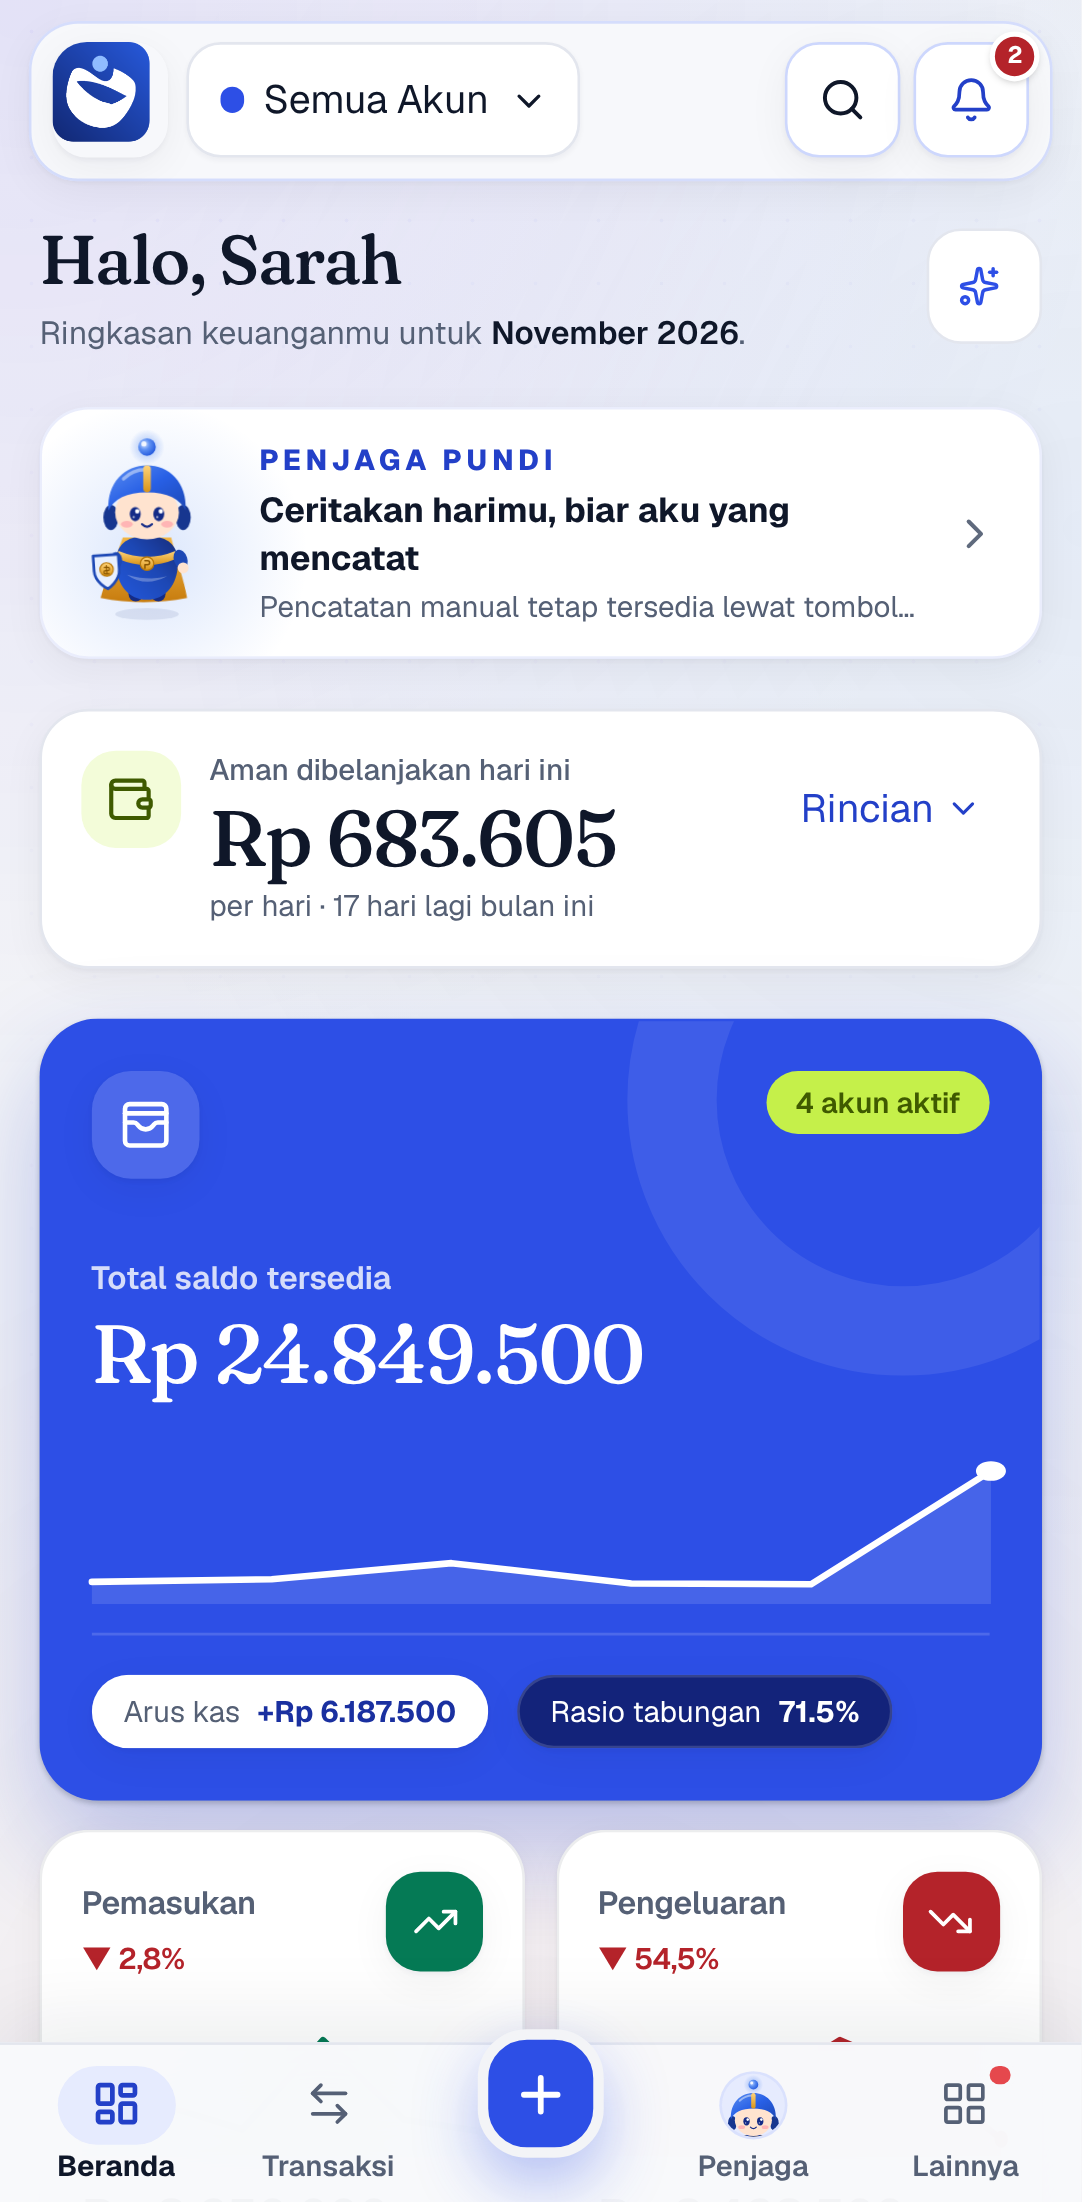 Semua Akun
2
Halo, Sarah
Ringkasan keuanganmu untuk November 2026.
PENJAGA PUNDI
Ceritakan harimu, biar aku yang
mencatat
Pencatatan manual tetap tersedia lewat tombol...
Aman dibelanjakan hari ini
Rp 683.605
Rincian
per hari · 17 hari lagi bulan ini
4 akun aktif
Total saldo tersedia
Rp 24.849.500
Arus kas +Rp 6.187.500
Rasio tabungan 71.5%
Pemasukan
▼ 2,8%
Pengeluaran
▼ 54,5%
Beranda
Transaksi
Penjaga
Lainnya